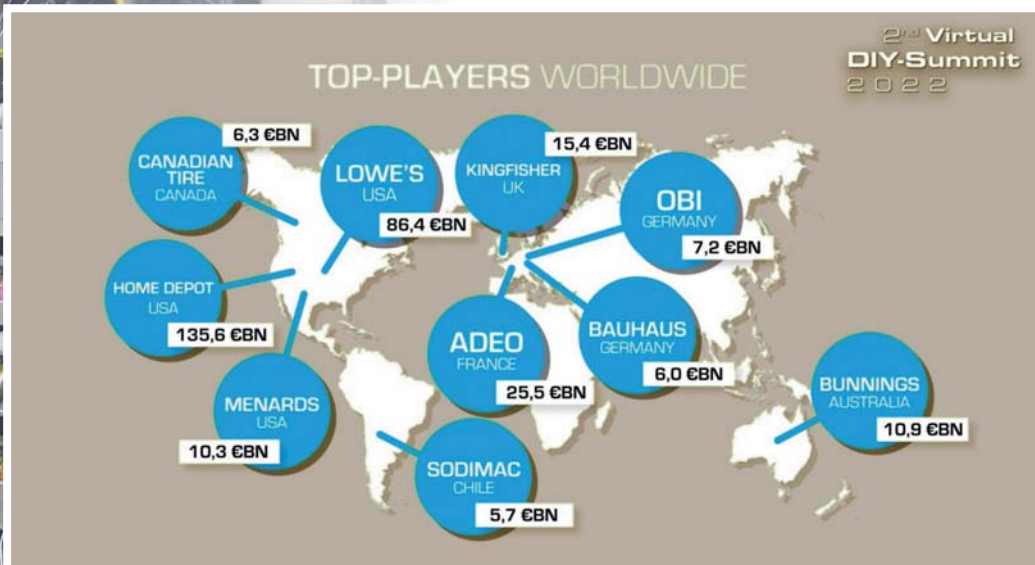 2nd Virtual
DIY-Summit
2022
TOP-PLAYERS WORLDWIDE
CANADIAN
TIRE
CANADA
6,3 €BN
LOWE'S
USA
86,4 €BN
KINGFISHER
UK
15,4 €BN
OBI
GERMANY
7,2 €BN
HOME DEPOT
USA
135,6 €BN
ADEO
FRANCE
25,5 €BN
BAUHAUS
GERMANY
6,0 €BN
MENARDS
USA
10,3 €BN
BUNNINGS
AUSTRALIA
10,9 €BN
SODIMAC
CHILE
5,7 €BN